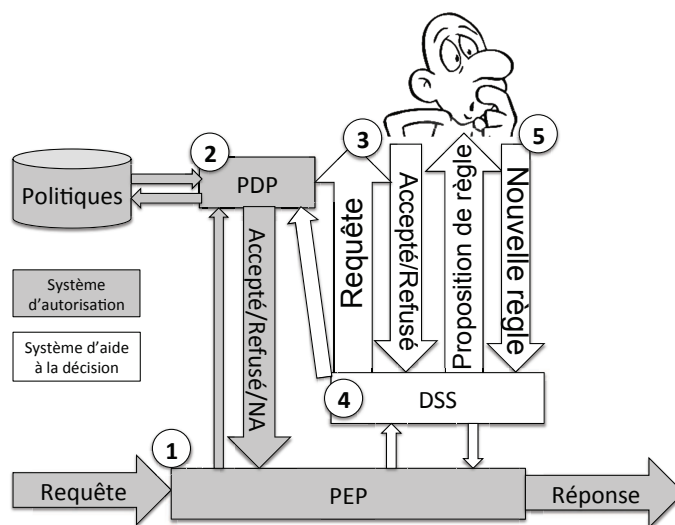 3
5
2
Politiques
PDP
Requête
Accepté/Refusé
Proposition de règle
Nouvelle règle
Accepté/Refusé/NA
Système
d'autorisation
Système d'aide
à la décision
4
DSS
1
Requête
PEP
Réponse